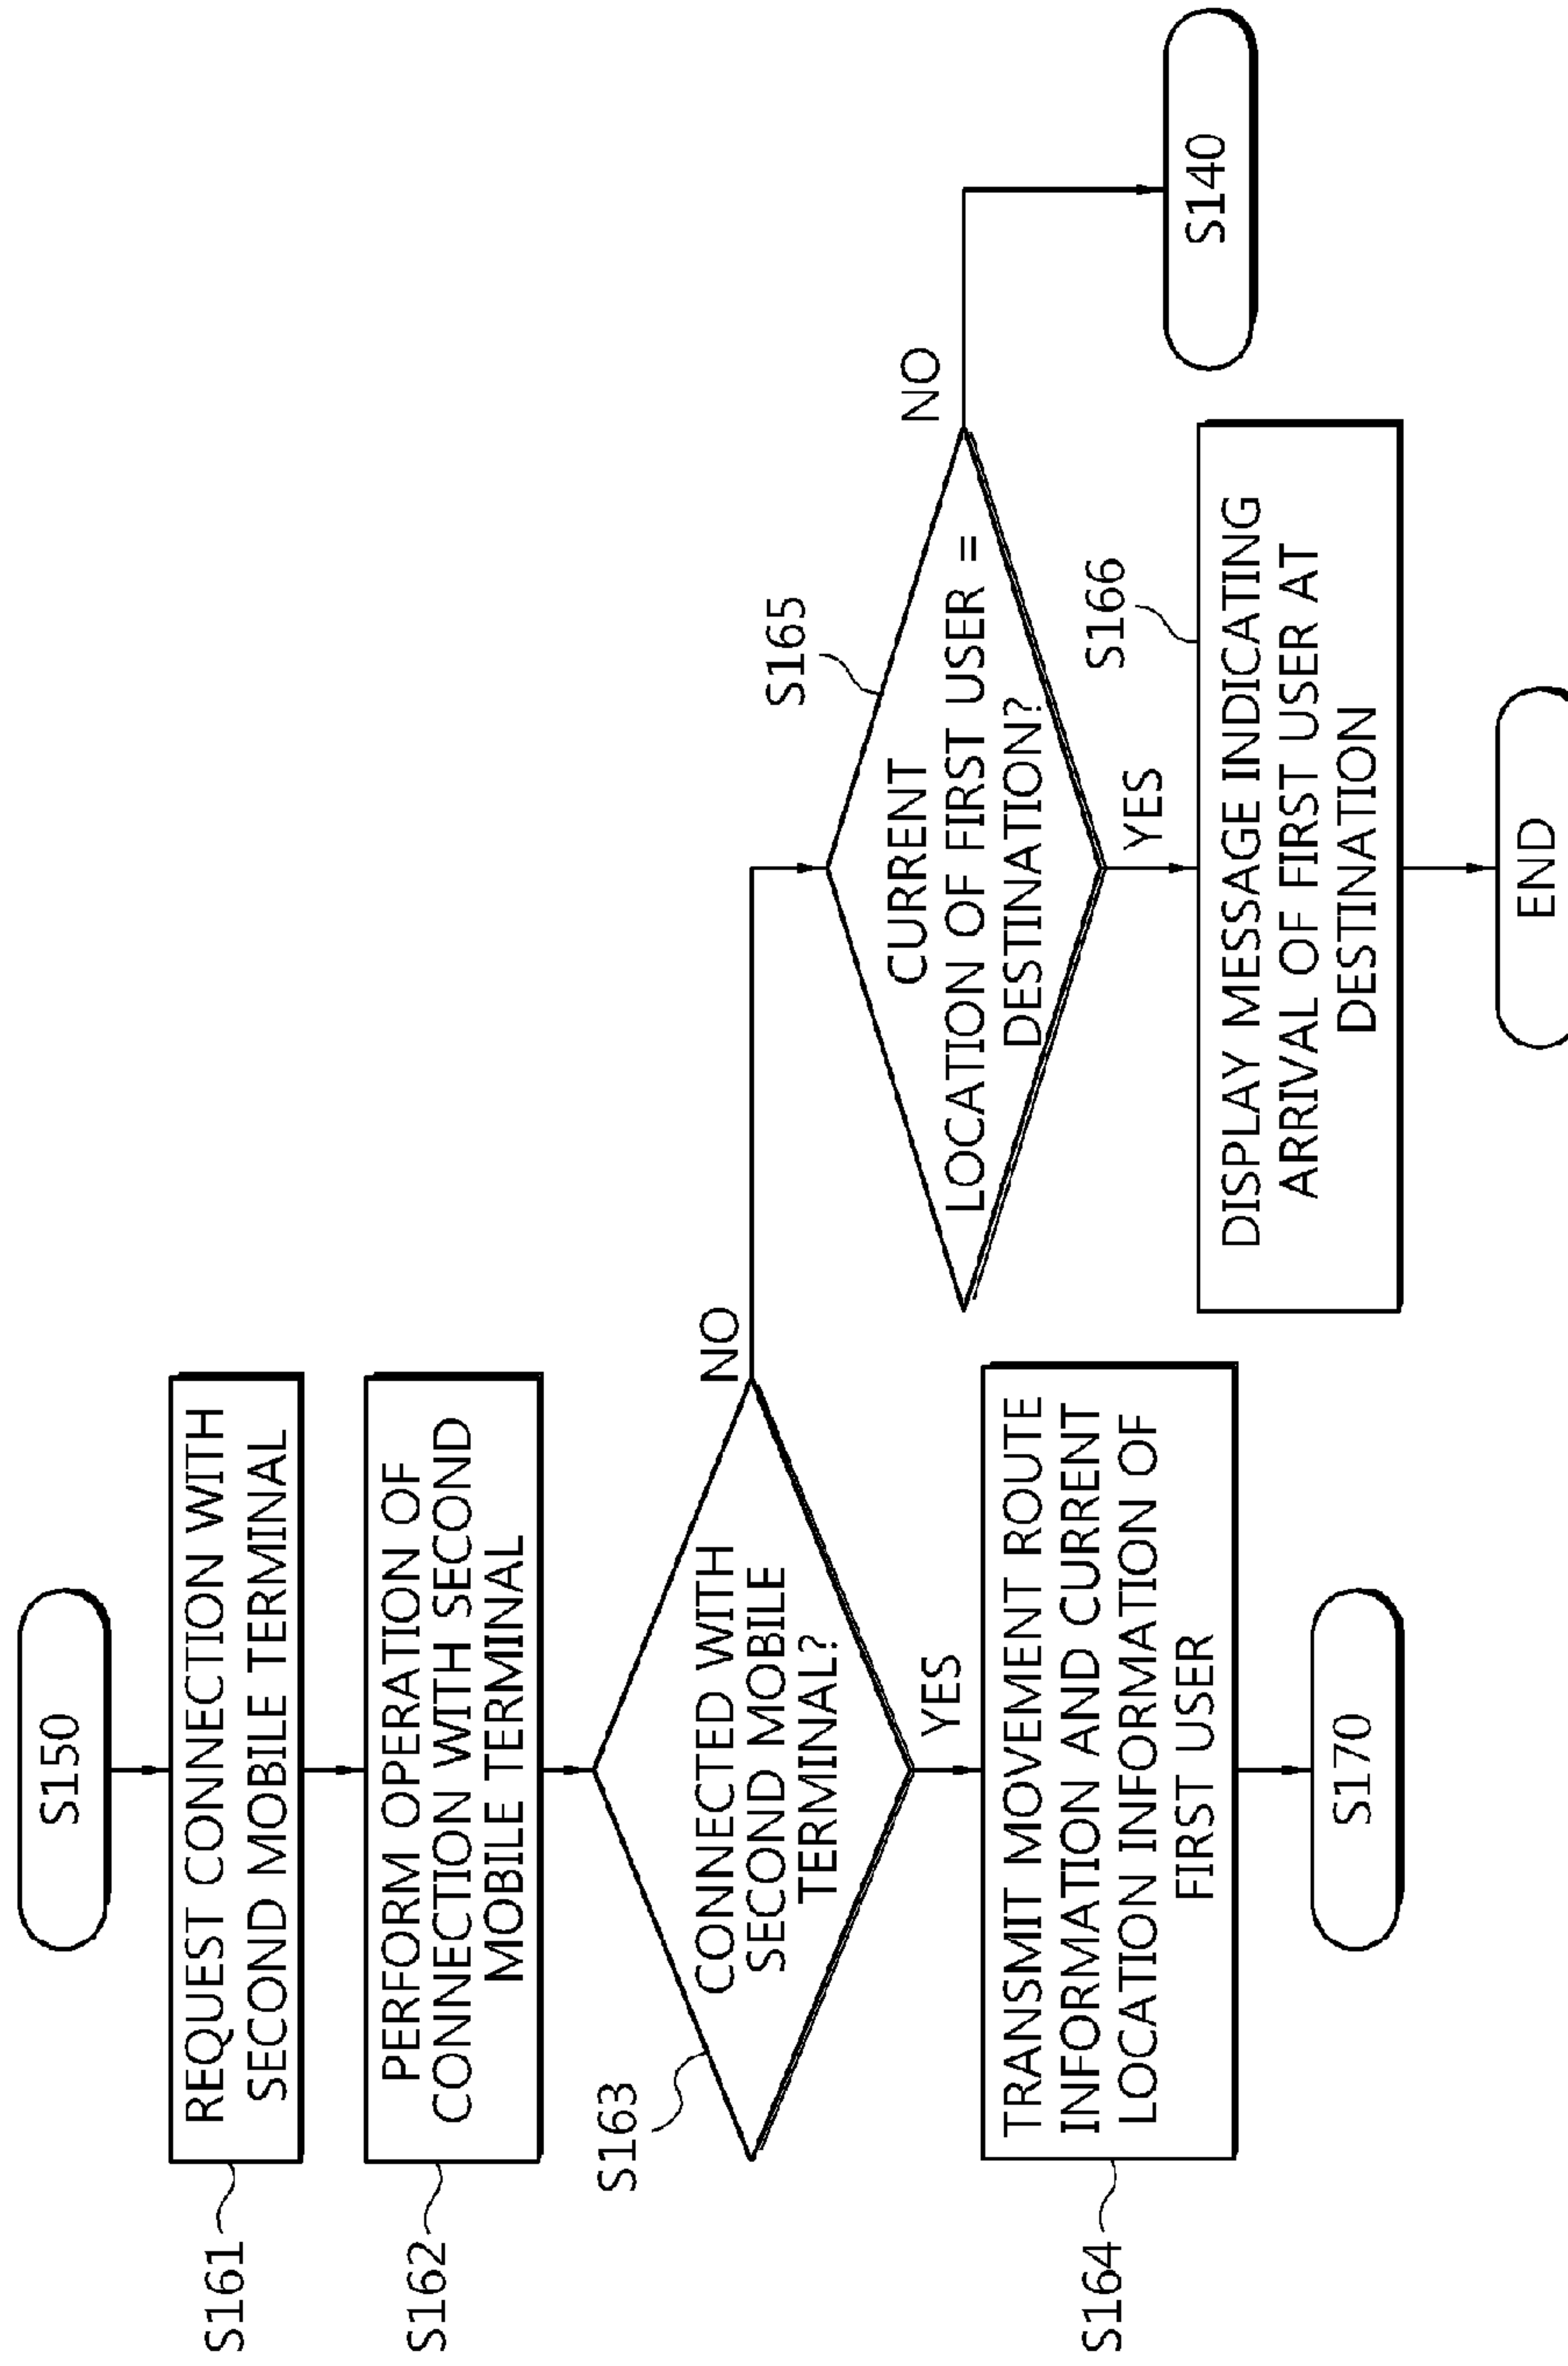 S150
S161
REQUEST CONNECTION WITH
SECOND MOBILE TERMINAL
S162
PERFORM OPERATION OF
CONNECTION WITH SECOND
MOBILE TERMINAL
S163
CONNECTED WITH
SECOND MOBILE
TERMINAL?
NO
YES
S164
TRANSMIT MOVEMENT ROUTE
INFORMATION AND CURRENT
LOCATION INFORMATION OF
FIRST USER
S170
S165
CURRENT
LOCATION OF FIRST USER =
DESTINATION?
NO
S140
YES
S166
DISPLAY MESSAGE INDICATING
ARRIVAL OF FIRST USER AT
DESTINATION
END